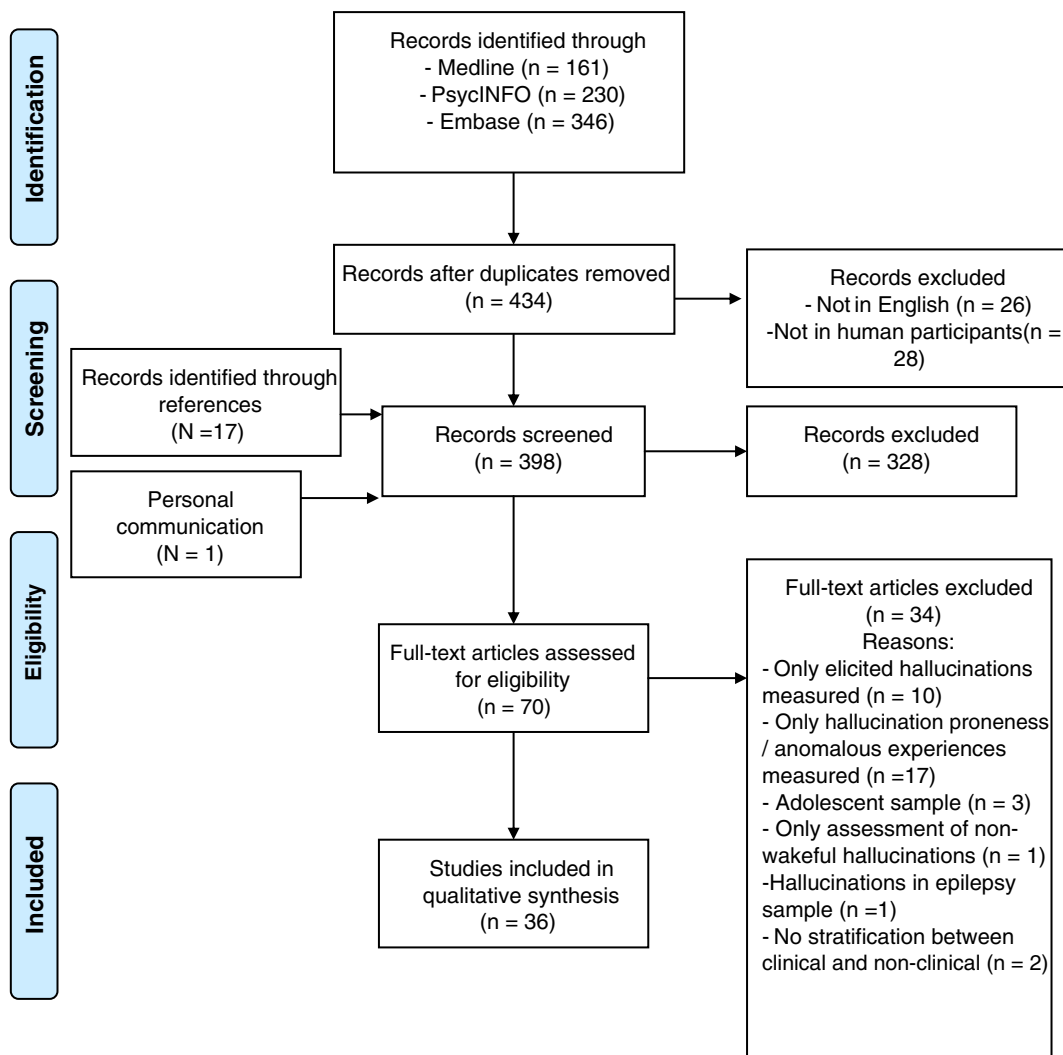 Identification
Records identified through
- Medline (n = 161)
- PsycINFO (n = 230)
- Embase (n = 346)
Records after duplicates removed
(n = 434)
Records excluded
- Not in English (n = 26)
-Not in human participants(n =
28)
Screening
Records identified through
references
(N =17)
Records screened
(n = 398)
Records excluded
(n = 328)
Personal
communication
(N = 1)
Eligibility
Full-text articles assessed
for eligibility
(n = 70)
Full-text articles excluded
(n = 34)
Reasons:
- Only elicited hallucinations
measured (n = 10)
- Only hallucination proneness
/ anomalous experiences
measured (n =17)
- Adolescent sample (n = 3)
- Only assessment of non-
wakeful hallucinations (n = 1)
-Hallucinations in epilepsy
sample (n =1)
- No stratification between
clinical and non-clinical (n = 2)
Included
Studies included in
qualitative synthesis
(n = 36)